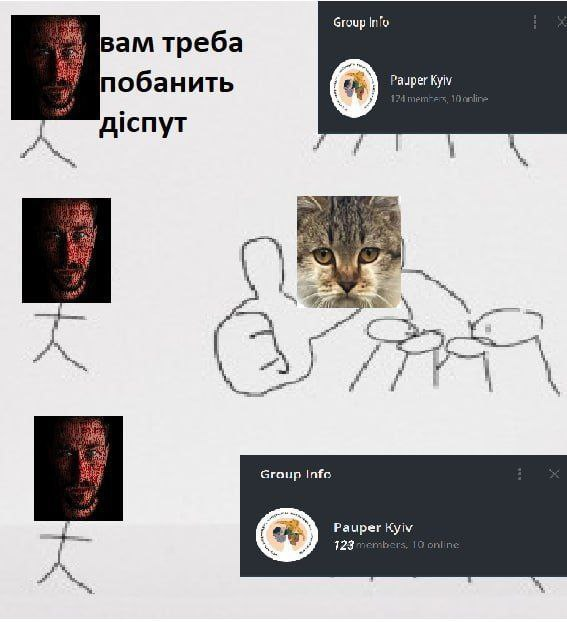 вам треба
побанить
діспут
Group Info
Pauper Kyiv
124 members, 10 online
Group Info
Pauper Kyiv
123 members, 10 online